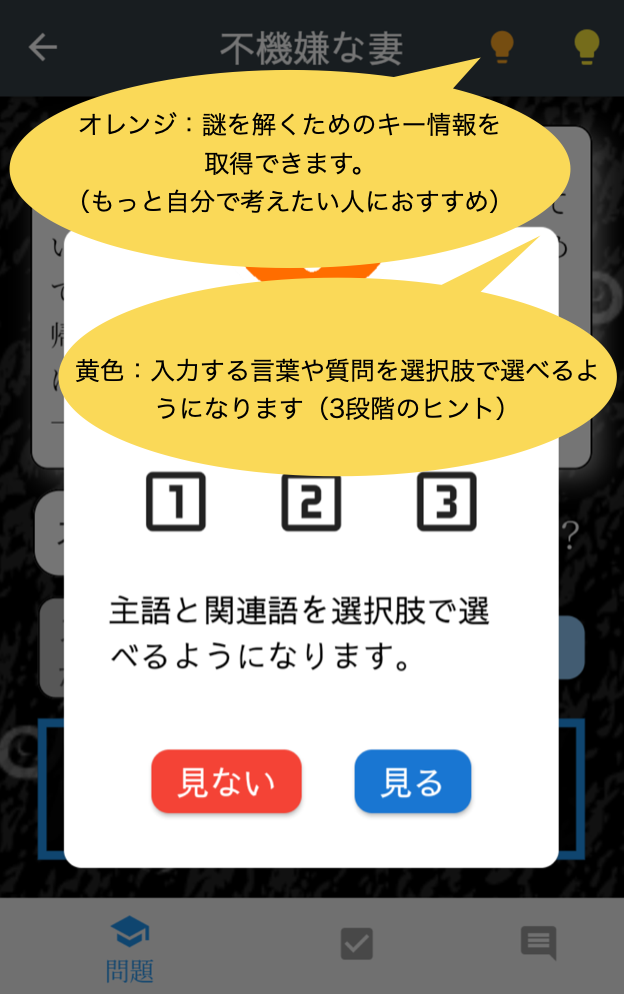 不機嫌な妻
オレンジ：謎を解くためのキー情報を
取得できます。
（もっと自分で考えたい人におすすめ）
て
い
め
て
帰
黄色：入力する言葉や質問を選択肢で選べるよ
うになります（3段階のヒント）
1 2 3
?
主語と関連語を選択肢で選
べるようになります。
見ない 見る
問題